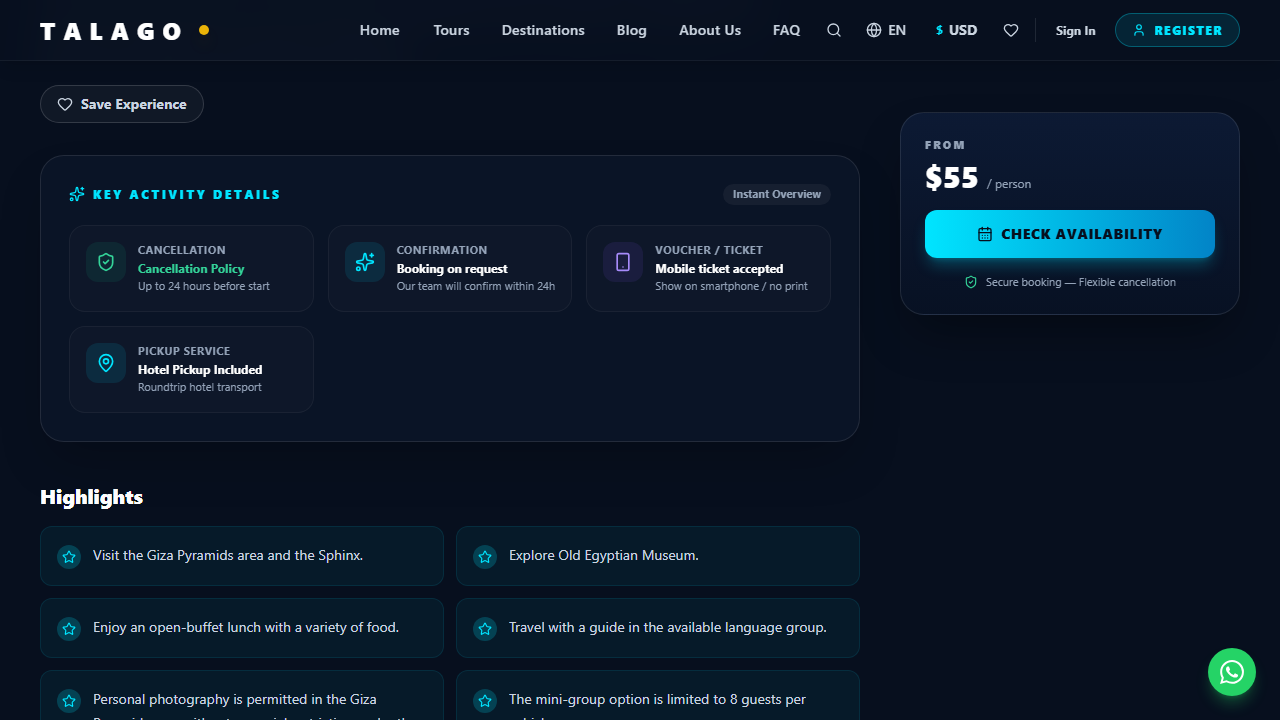 TALAGO
Home Tours Destinations Blog About Us FAQ EN $ USD Sign In REGISTER
Save Experience
KEY ACTIVITY DETAILS
Instant Overview
CANCELLATION
Cancellation Policy
Up to 24 hours before start
CONFIRMATION
Booking on request
Our team will confirm within 24h
VOUCHER / TICKET
Mobile ticket accepted
Show on smartphone / no print
PICKUP SERVICE
Hotel Pickup Included
Roundtrip hotel transport
FROM
$55 / person
CHECK AVAILABILITY
Secure booking — Flexible cancellation
Highlights
Visit the Giza Pyramids area and the Sphinx.
Explore Old Egyptian Museum.
Enjoy an open-buffet lunch with a variety of food.
Travel with a guide in the available language group.
Personal photography is permitted in the Giza
The mini-group option is limited to 8 guests per